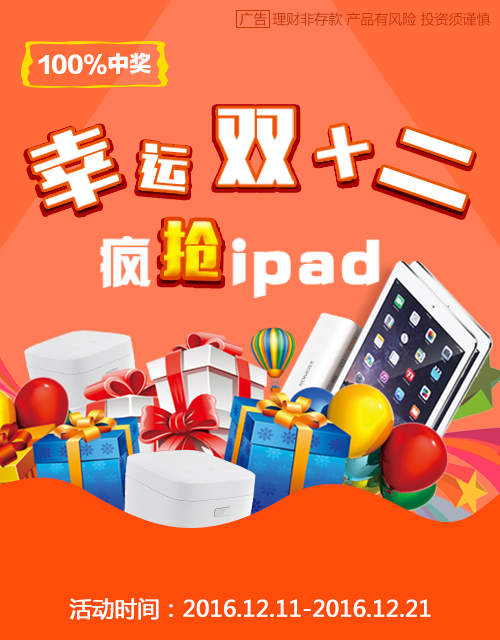 广告 理财非存款 产品有风险 投资须谨慎
100%中奖
幸运双十二
疯抢ipad
ROMOSS
活动时间：2016.12.11-2016.12.21